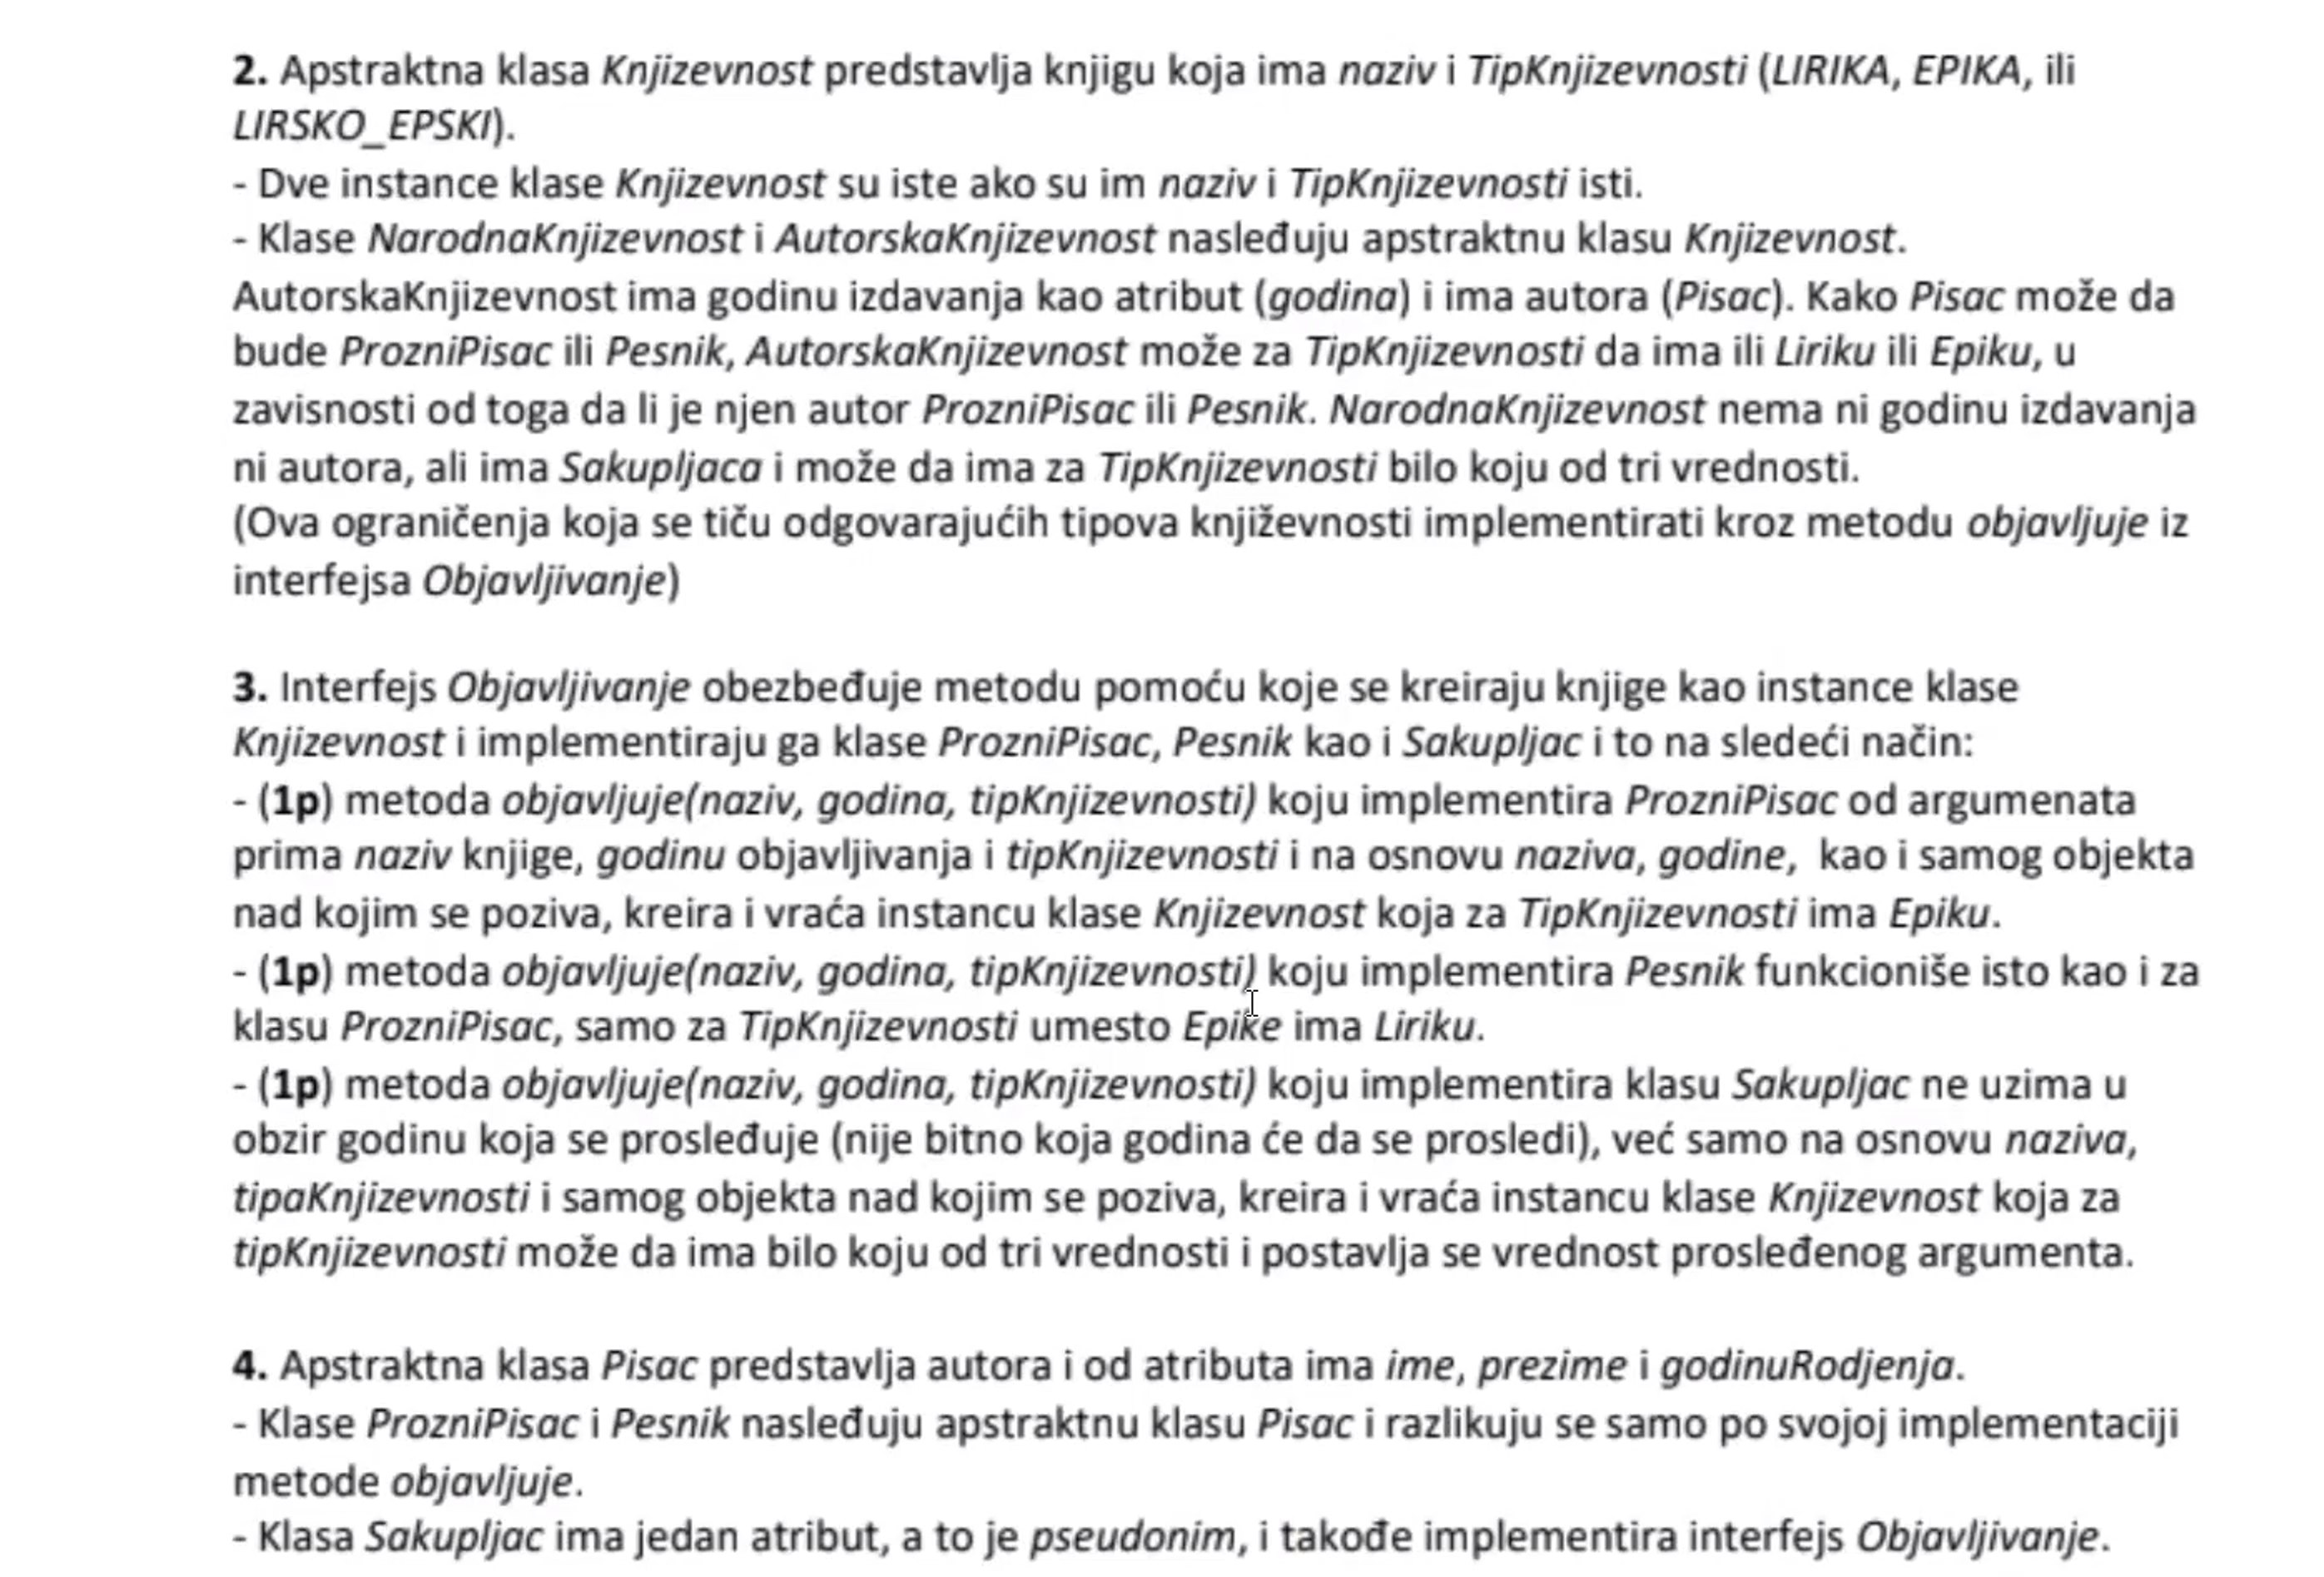 2. Apstraktna klasa Knjizevnost predstavlja knjigu koja ima naziv i TipKnjizevnosti (LIRIKA, EPIKA, ili
LIRSKO_EPSKI).
- Dve instance klase Knjizevnost su iste ako su im naziv i TipKnjizevnosti isti.
- Klase NarodnaKnjizevnost i AutorskaKnjizevnost nasleđuju apstraktnu klasu Knjizevnost.
AutorskaKnjizevnost ima godinu izdavanja kao atribut (godina) i ima autora (Pisac). Kako Pisac može da
bude ProzniPisac ili Pesnik, AutorskaKnjizevnost može za TipKnjizevnosti da ima ili Liriku ili Epiku, u
zavisnosti od toga da li je njen autor ProzniPisac ili Pesnik. NarodnaKnjizevnost nema ni godinu izdavanja
ni autora, ali ima Sakupljaca i može da ima za TipKnjizevnosti bilo koju od tri vrednosti.
(Ova ograničenja koja se tiču odgovarajućih tipova književnosti implementirati kroz metodu objavljuje iz
interfejsa Objavljivanje)
3. Interfejs Objavljivanje obezbeđuje metodu pomoću koje se kreiraju knjige kao instance klase
Knjizevnost i implementiraju ga klase ProzniPisac, Pesnik kao i Sakupljac i to na sledeći način:
- (1p) metoda objavljuje(naziv, godina, tipKnjizevnosti) koju implementira ProzniPisac od argumenata
prima naziv knjige, godinu objavljivanja i tipKnjizevnosti i na osnovu naziva, godine, kao i samog objekta
nad kojim se poziva, kreira i vraća instancu klase Knjizevnost koja za TipKnjizevnosti ima Epiku.
- (1p) metoda objavljuje(naziv, godina, tipKnjizevnosti) koju implementira Pesnik funkcioniše isto kao i za
klasu ProzniPisac, samo za TipKnjizevnosti umesto Epike ima Liriku.
- (1p) metoda objavljuje(naziv, godina, tipKnjizevnosti) koju implementira klasu Sakupljac ne uzima u
obzir godinu koja se prosleđuje (nije bitno koja godina će da se prosledi), već samo na osnovu naziva,
tipaKnjizevnosti i samog objekta nad kojim se poziva, kreira i vraća instancu klase Knjizevnost koja za
tipKnjizevnosti može da ima bilo koju od tri vrednosti i postavlja se vrednost prosleđenog argumenta.
4. Apstraktna klasa Pisac predstavlja autora i od atributa ima ime, prezime i godinuRodjenja.
- Klase ProzniPisac i Pesnik nasleđuju apstraktnu klasu Pisac i razlikuju se samo po svojoj implementaciji
metode objavljuje.
- Klasa Sakupljac ima jedan atribut, a to je pseudonim, i takođe implementira interfejs Objavljivanje.